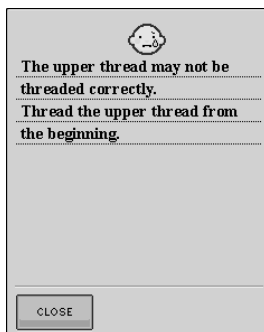 The upper thread may not be
threaded correctly.
Thread the upper thread from
the beginning.
CLOSE